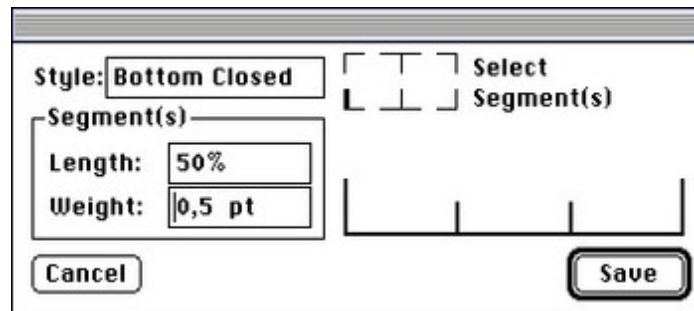 Style: Bottom Closed
Select
Segment(s)
Segment(s)
Length: 50%
Weight: 0,5 pt
Cancel
Save